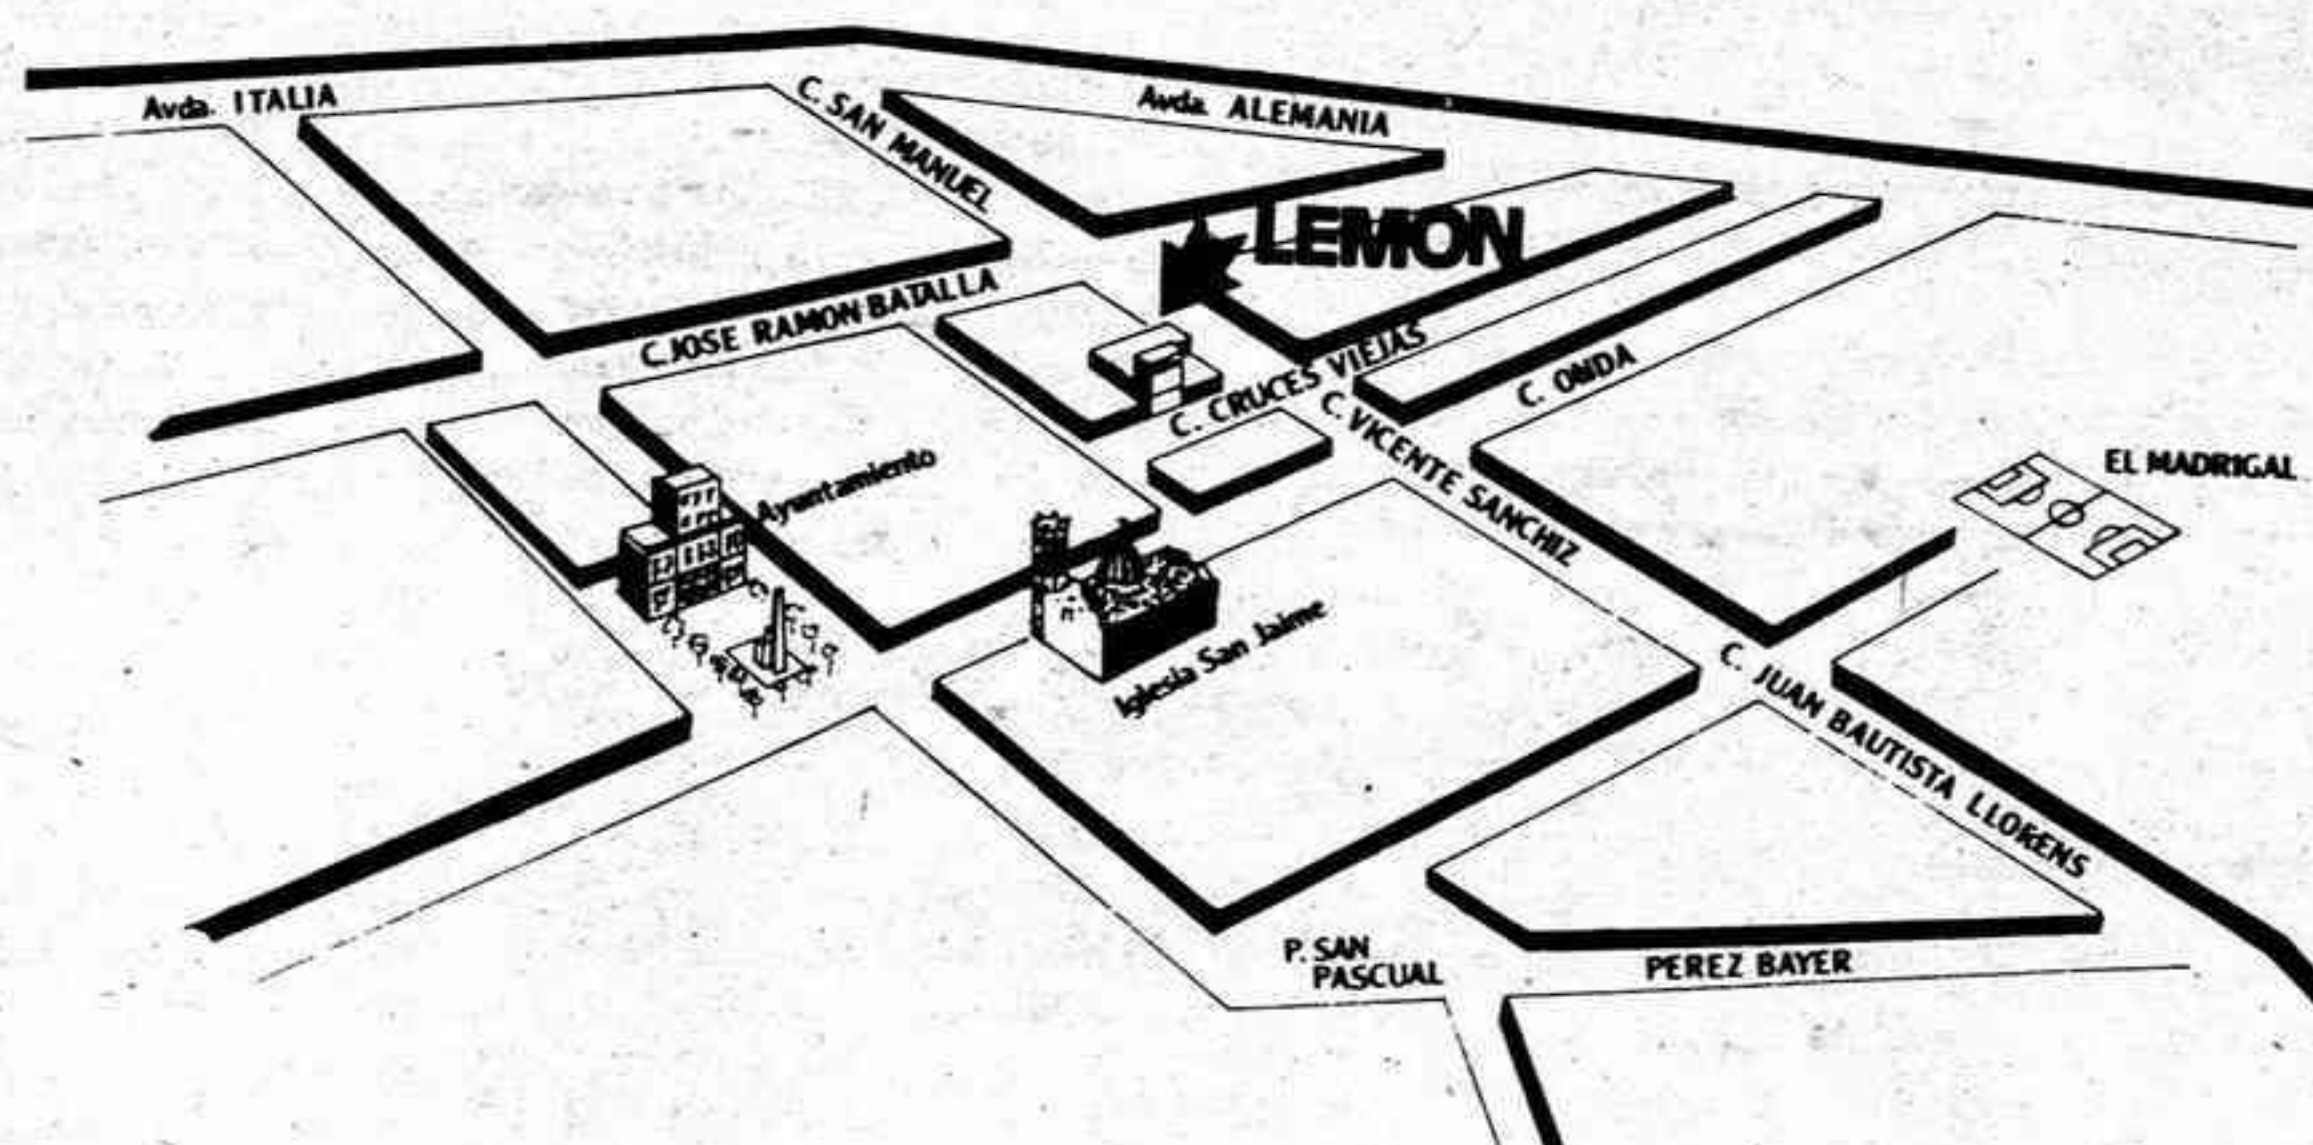 Avda. ITALIA
C. SAN MANUEL
Avda. ALEMANIA
LEMON
C. JOSE RAMON BATALLA
C. CRUCES VIEJAS
C. ONDA
C. VICENTE SANCHIZ
EL MADRIGAL
Ayuntamiento
Iglesia San Jaime
C. JUAN BAUTISTA LLORENS
P. SAN
PASCUAL
PEREZ BAYER